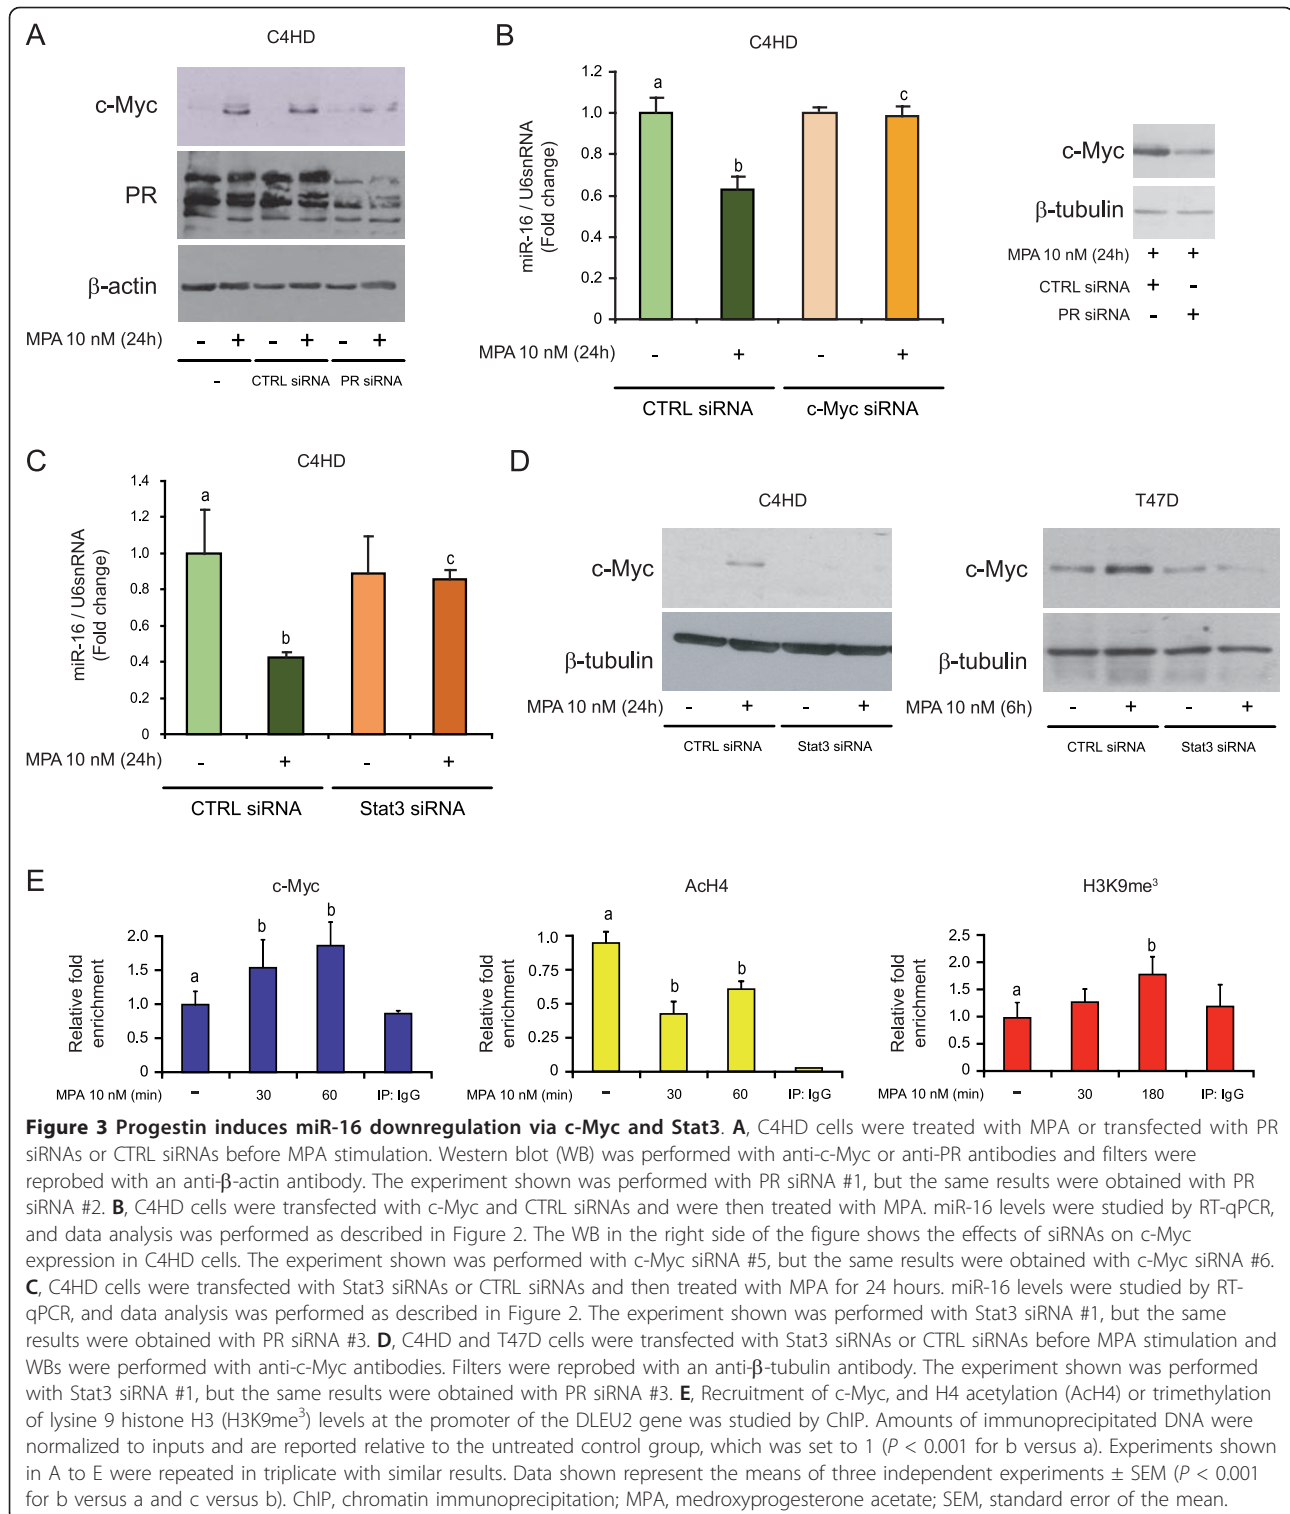 A
C4HD
c-Myc
PR
β-actin
MPA 10 nM (24h) - + - + - +
- CTRL siRNA PR siRNA
B
C4HD
miR-16 / U6snRNA
(Fold change)
1.2
1.0
0.8
0.6
0.4
0.2
0
a
b
c
MPA 10 nM (24h) - + - +
CTRL siRNA c-Myc siRNA
c-Myc
β-tubulin
MPA 10 nM (24h) + +
CTRL siRNA + -
PR siRNA - +
C
C4HD
miR-16 / U6snRNA
(Fold change)
1.4
1.2
1.0
0.8
0.6
0.4
0.2
0
a
b
c
MPA 10 nM (24h) - + - +
CTRL siRNA Stat3 siRNA
D
C4HD
c-Myc
β-tubulin
MPA 10 nM (24h) - + - +
CTRL siRNA Stat3 siRNA
T47D
c-Myc
β-tubulin
MPA 10 nM (6h) - + - +
CTRL siRNA Stat3 siRNA
E
c-Myc
Relative fold
enrichment
2.0
1.5
1.0
0.5
0
a
b
b
MPA 10 nM (min) - 30 60 IP: IgG
AcH4
Relative fold
enrichment
1.0
0.75
0.5
0.25
0
a
b
b
MPA 10 nM (min) - 30 60 IP: IgG
H3K9me³
Relative fold
enrichment
2.5
2.0
1.5
1.0
0.5
0
a
b
MPA 10 nM (min) - 30 180 IP: IgG
Figure 3 Progestin induces miR-16 downregulation via c-Myc and Stat3. A, C4HD cells were treated with MPA or transfected with PR
siRNAs or CTRL siRNAs before MPA stimulation. Western blot (WB) was performed with anti-c-Myc or anti-PR antibodies and filters were
reprobed with an anti-β-actin antibody. The experiment shown was performed with PR siRNA #1, but the same results were obtained with PR
siRNA #2. B, C4HD cells were transfected with c-Myc and CTRL siRNAs and were then treated with MPA. miR-16 levels were studied by RT-qPCR,
and data analysis was performed as described in Figure 2. The WB in the right side of the figure shows the effects of siRNAs on c-Myc
expression in C4HD cells. The experiment shown was performed with c-Myc siRNA #5, but the same results were obtained with c-Myc siRNA #6.
C, C4HD cells were transfected with Stat3 siRNAs or CTRL siRNAs and then treated with MPA for 24 hours. miR-16 levels were studied by RT-
qPCR, and data analysis was performed as described in Figure 2. The experiment shown was performed with Stat3 siRNA #1, but the same
results were obtained with PR siRNA #3. D, C4HD and T47D cells were transfected with Stat3 siRNAs or CTRL siRNAs before MPA stimulation and
WBs were performed with anti-c-Myc antibodies. Filters were reprobed with an anti-β-tubulin antibody. The experiment shown was performed
with Stat3 siRNA #1, but the same results were obtained with PR siRNA #3. E, Recruitment of c-Myc, and H4 acetylation (AcH4) or trimethylation
of lysine 9 histone H3 (H3K9me³) levels at the promoter of the DLEU2 gene was studied by ChIP. Amounts of immunoprecipitated DNA were
normalized to inputs and are reported relative to the untreated control group, which was set to 1 (P < 0.001 for b versus a). Experiments shown
in A to E were repeated in triplicate with similar results. Data shown represent the means of three independent experiments ± SEM (P < 0.001
for b versus a and c versus b). ChIP, chromatin immunoprecipitation; MPA, medroxyprogesterone acetate; SEM, standard error of the mean.